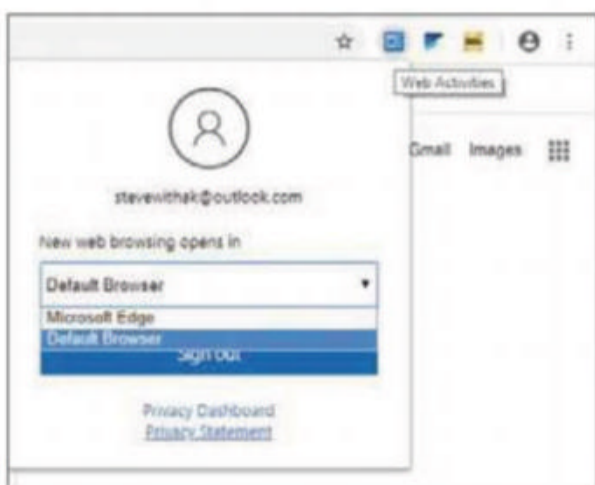 Web Activities
Gmail Images
stevewithak@outlook.com
New web browsing opens in
Default Browser
Microsoft Edge
Default Browser
Sign out
Privacy Dashboard
Privacy Statement